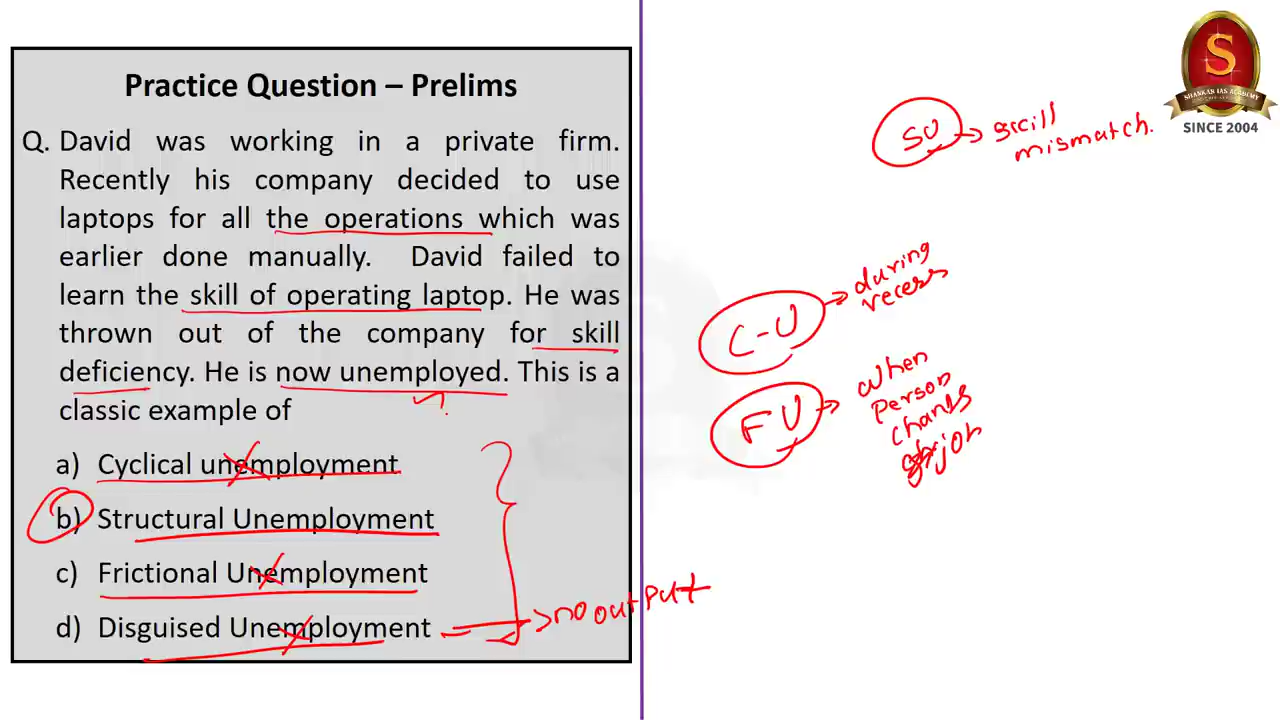 Practice Question – Prelims
Q. David was working in a private firm.
Recently his company decided to use
laptops for all the operations which was
earlier done manually. David failed to
learn the skill of operating laptop. He was
thrown out of the company for skill
deficiency. He is now unemployed. This is a
classic example of
a) Cyclical unemployment
b) Structural Unemployment
c) Frictional Unemployment
d) Disguised Unemployment
no output
SU → skill
mismatch.
C-U → during
recess
FU → when
person
job
S
SHANKAR IAS ACADEMY
SINCE 2004